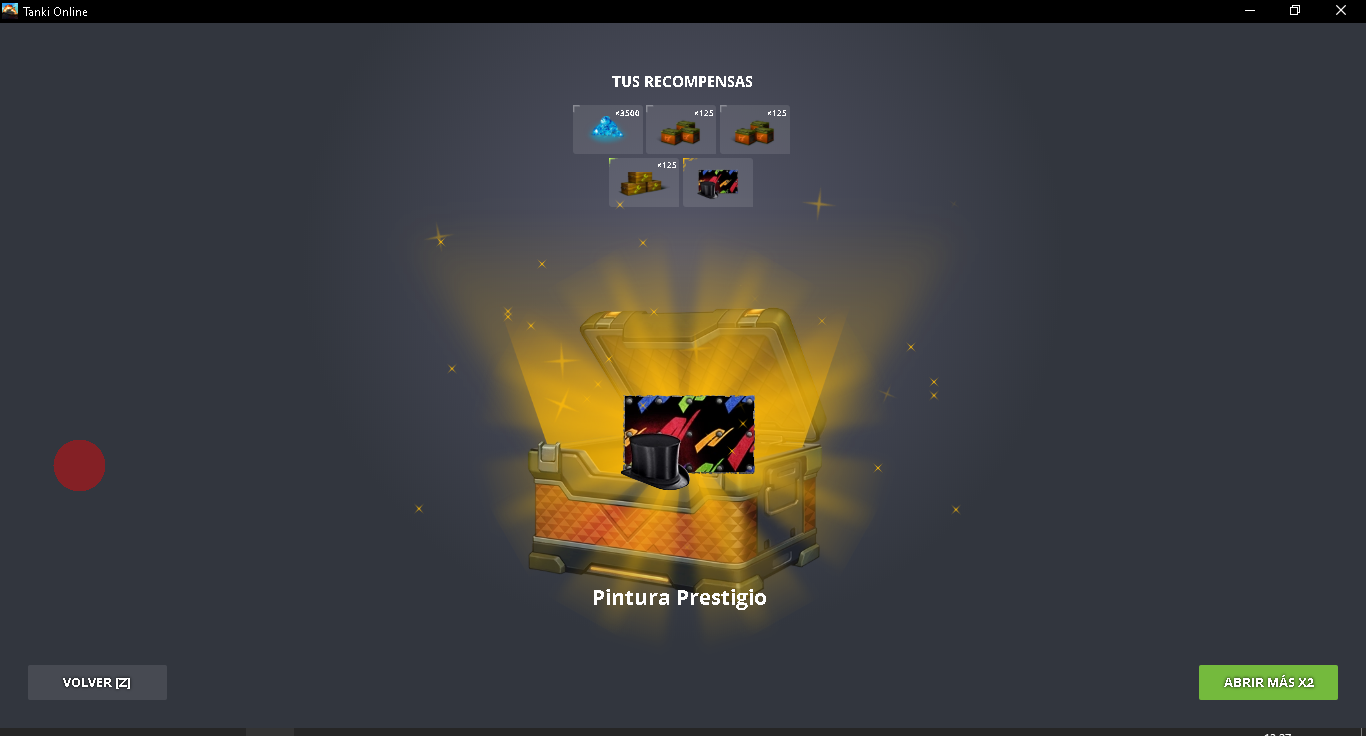 Tanki Online
TUS RECOMPENSAS
×3500
×125
×125
×125
Pintura Prestigio
VOLVER [Z]
ABRIR MÁS X2